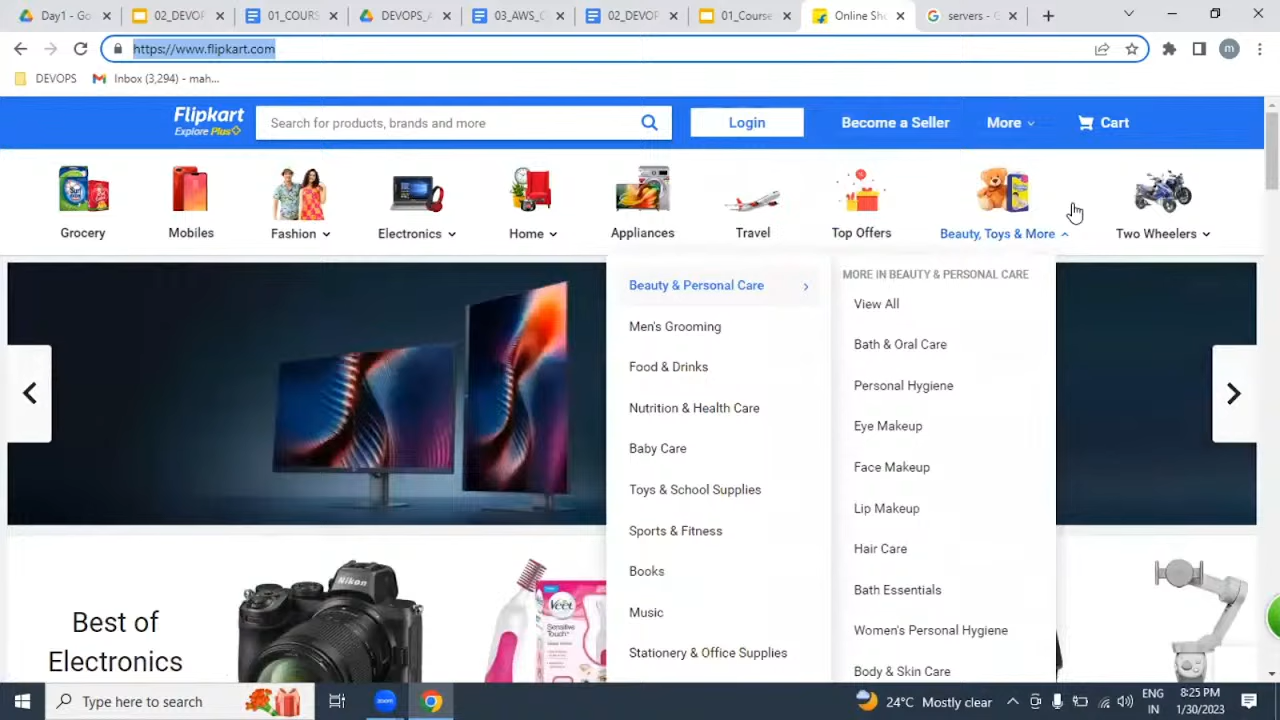 Day1 - Go
02_DEVOP
01_COURS
DEVOPS_A
03_AWS_C
02_DEVOP
01_Course
Online Sho
servers - G
https://www.flipkart.com
m
DEVOPS
Inbox (3,294) - mah...
Flipkart
Explore Plus
Search for products, brands and more
Login
Become a Seller
More
Cart
Grocery
Mobiles
Fashion
Electronics
Home
Appliances
Travel
Top Offers
Beauty, Toys & More
Two Wheelers
Beauty & Personal Care
Men's Grooming
Food & Drinks
Nutrition & Health Care
Baby Care
Toys & School Supplies
Sports & Fitness
Books
Music
Stationery & Office Supplies
MORE IN BEAUTY & PERSONAL CARE
View All
Bath & Oral Care
Personal Hygiene
Eye Makeup
Face Makeup
Lip Makeup
Hair Care
Bath Essentials
Women's Personal Hygiene
Body & Skin Care
Best of
Electronics
Nikon
Veet
Sensitive
Touch
Type here to search
zoom
24°C Mostly clear
ENG
IN
8:25 PM
1/30/2023